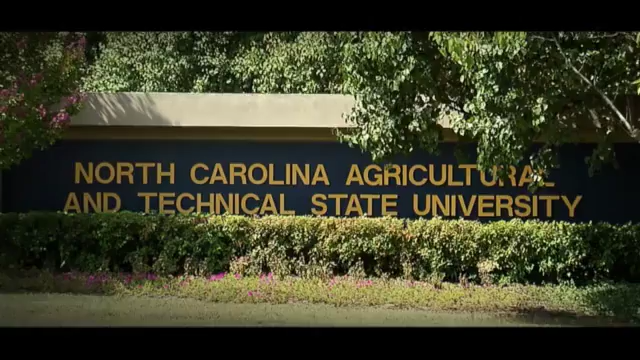 NORTH CAROLINA AGRICULTURAL
AND TECHNICAL STATE UNIVERSITY